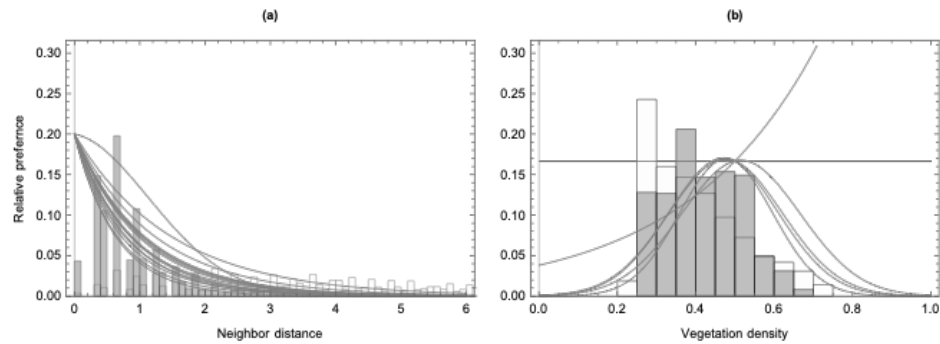 (a)
0.30
0.25
0.20
0.15
0.10
0.05
0.00
Relative prefernce
0 1 2 3 4 5 6
Neighbor distance
(b)
0.30
0.25
0.20
0.15
0.10
0.05
0.00
0.0 0.2 0.4 0.6 0.8 1.0
Vegetation density